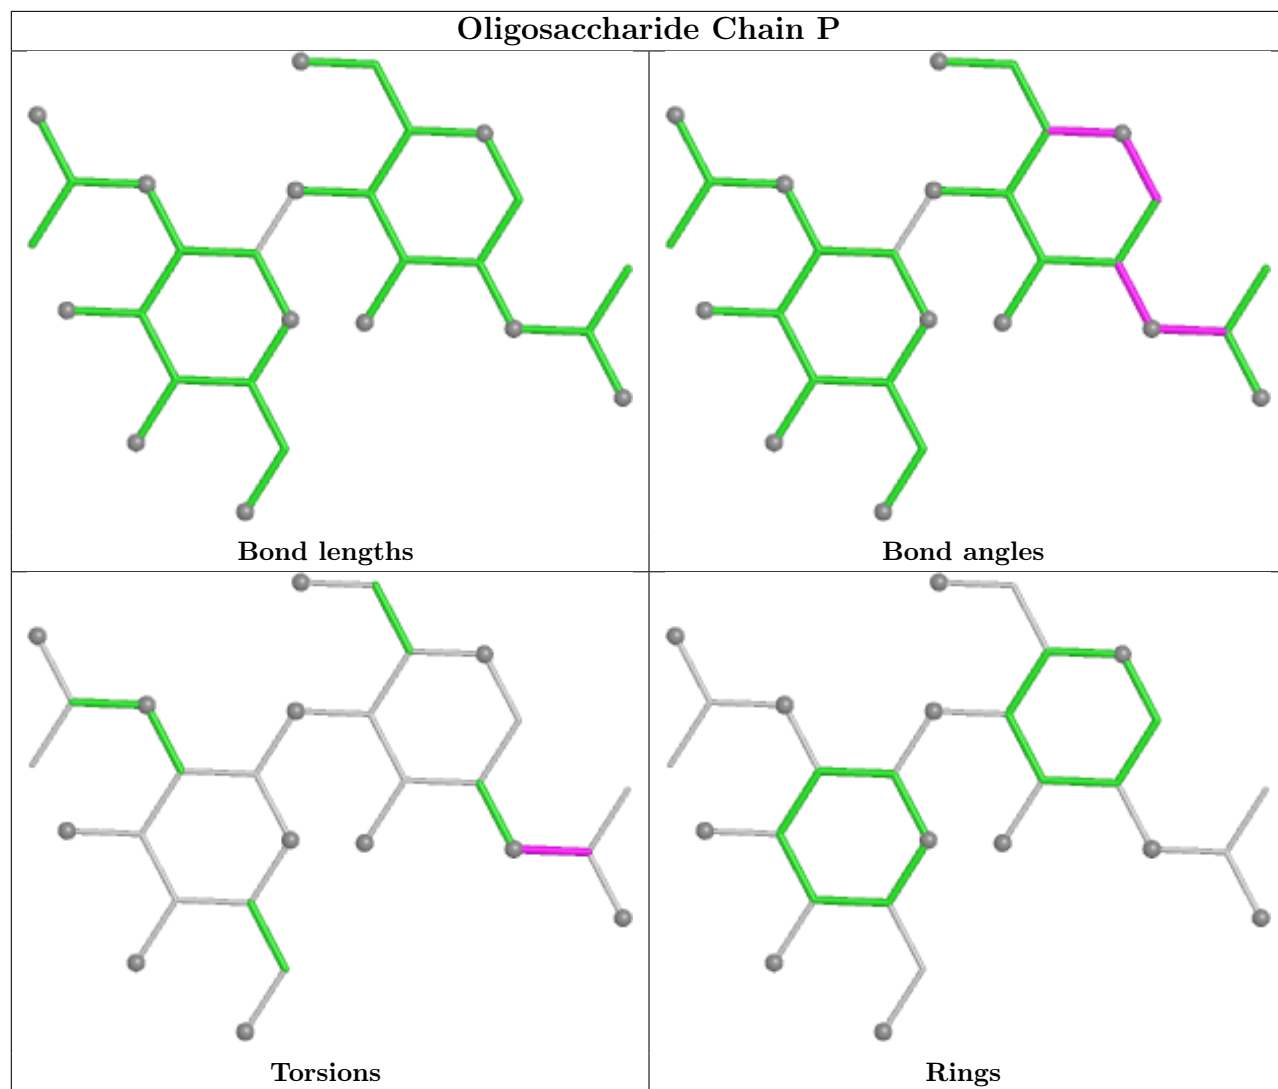 Oligosaccharide Chain P
Bond lengths
Bond angles
Torsions
Rings